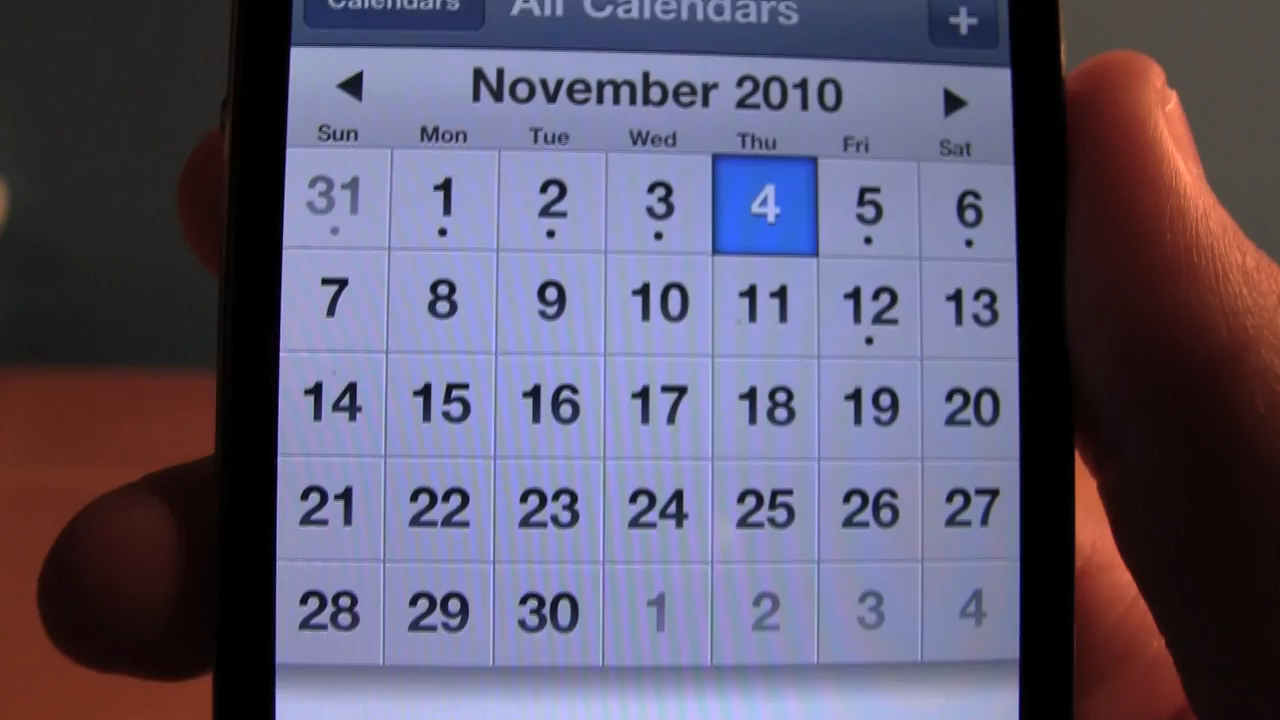 Calendars All Calendars +
November 2010
Sun Mon Tue Wed Thu Fri Sat
31 1 2 3 4 5 6
7 8 9 10 11 12 13
14 15 16 17 18 19 20
21 22 23 24 25 26 27
28 29 30 1 2 3 4